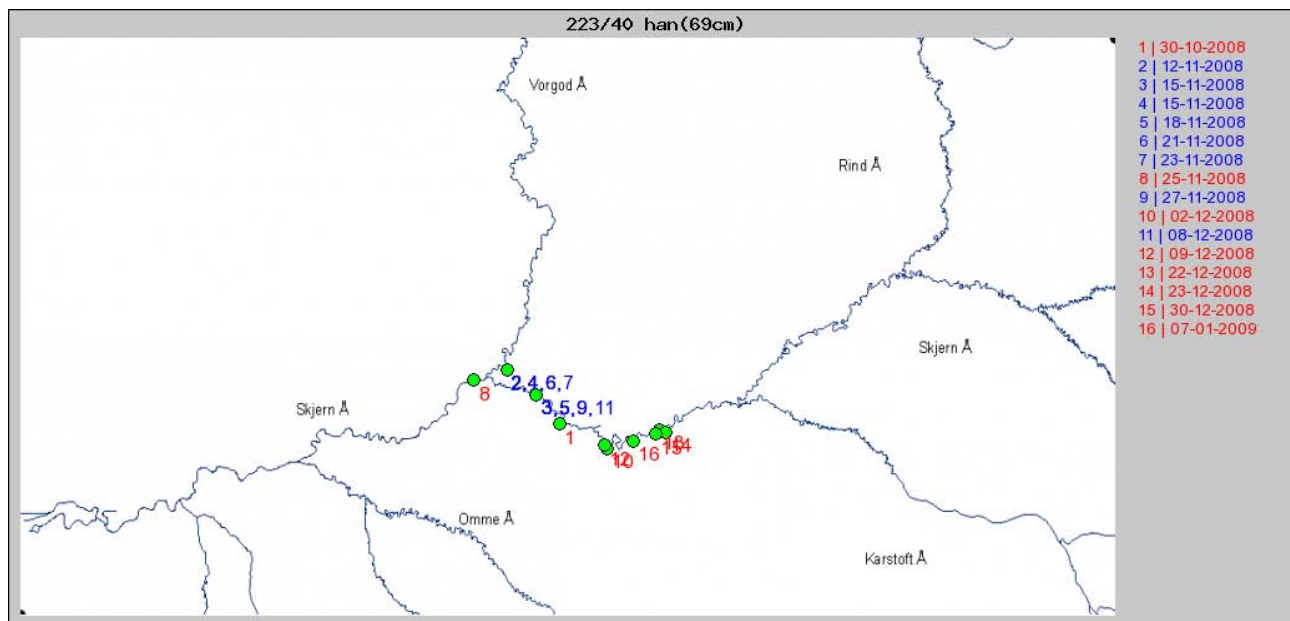 223/40 han(69cm)
Vorgod Å
Rind Å
Skjern Å
Skjern Å
Omme Å
Karstoft Å
2,4,6,7
3,5,9,11
8
1
12
10
16
15
14
1 | 30-10-2008
2 | 12-11-2008
3 | 15-11-2008
4 | 15-11-2008
5 | 18-11-2008
6 | 21-11-2008
7 | 23-11-2008
8 | 25-11-2008
9 | 27-11-2008
10 | 02-12-2008
11 | 08-12-2008
12 | 09-12-2008
13 | 22-12-2008
14 | 23-12-2008
15 | 30-12-2008
16 | 07-01-2009